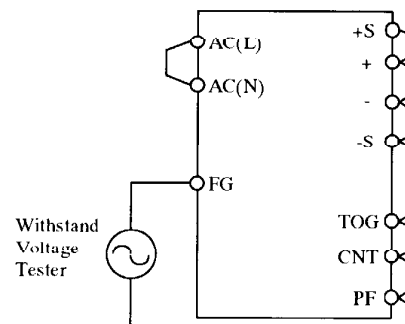 AC(L)
AC(N)
FG
Withstand
Voltage
Tester
+S
+
-
-S
TOG
CNT
PF